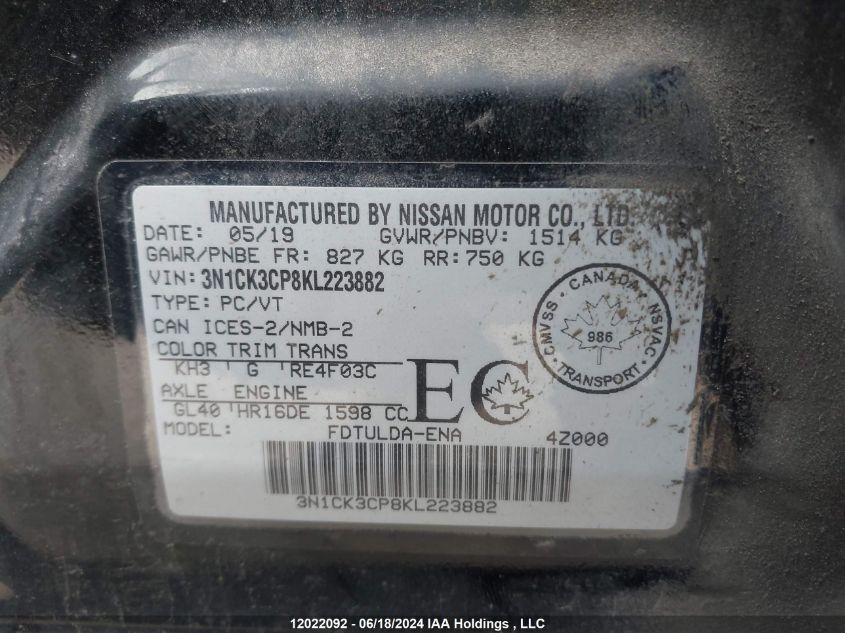 MANUFACTURED BY NISSAN MOTOR CO., LTD.
DATE: 05/19 GVWR/PNBV: 1514 KG
GAWR/PNBE FR: 827 KG RR: 750 KG
VIN: 3N1CK3CP8KL223882
TYPE: PC/VT
CAN ICES-2/NMB-2
COLOR TRIM TRANS
KH3 G RE4F03C
AXLE ENGINE
GL40 HR16DE 1598 CC
MODEL: FDTULDA-ENA 4Z000
EC
CANADA
CMVSS · NSVAC
986
TRANSPORT
3N1CK3CP8KL223882
12022092 - 06/18/2024 IAA Holdings , LLC